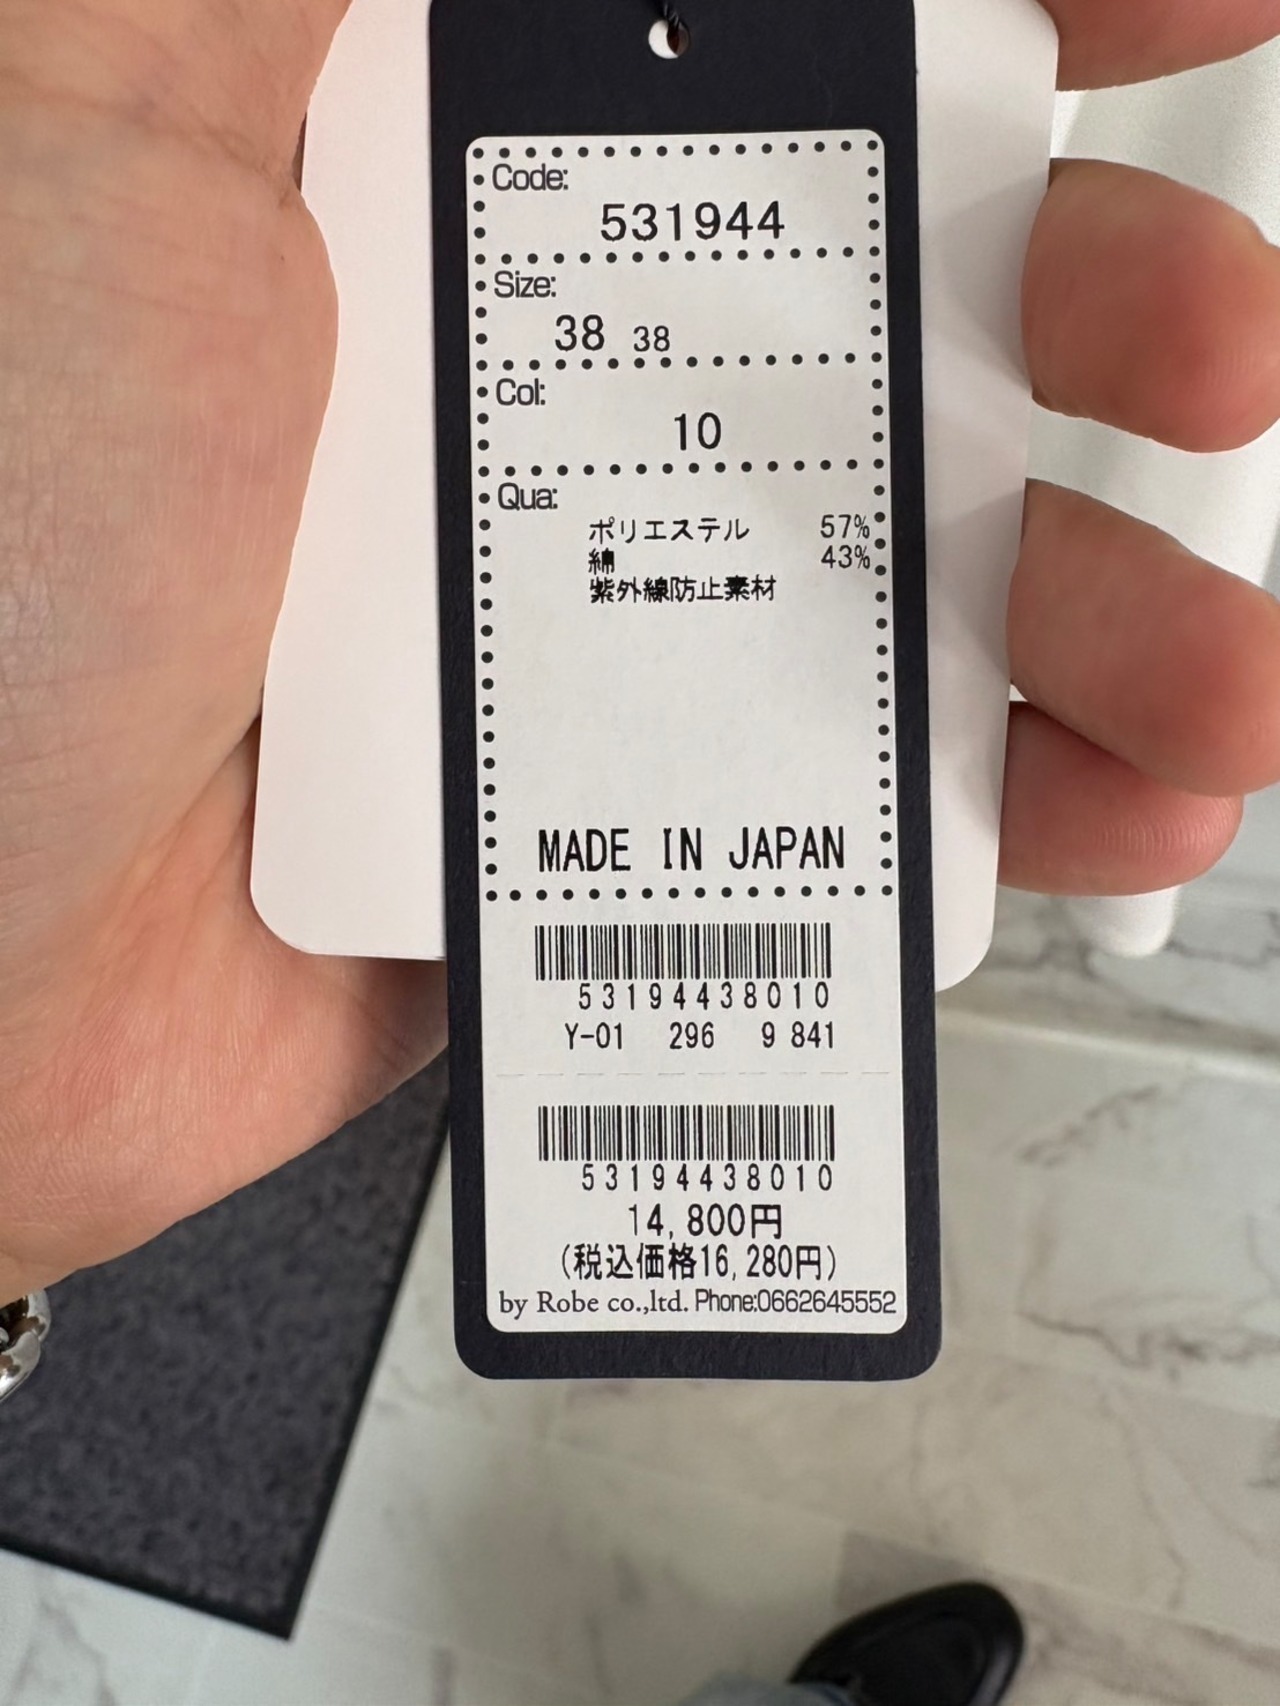 Code:
531944
Size:
38 38
Col:
10
Qua:
ポリエステル 57%
綿 43%
紫外線防止素材
MADE IN JAPAN
53194438010
Y-01 296 9 841
53194438010
14,800円
(税込価格16,280円)
by Robe co.,ltd. Phone:0662645552